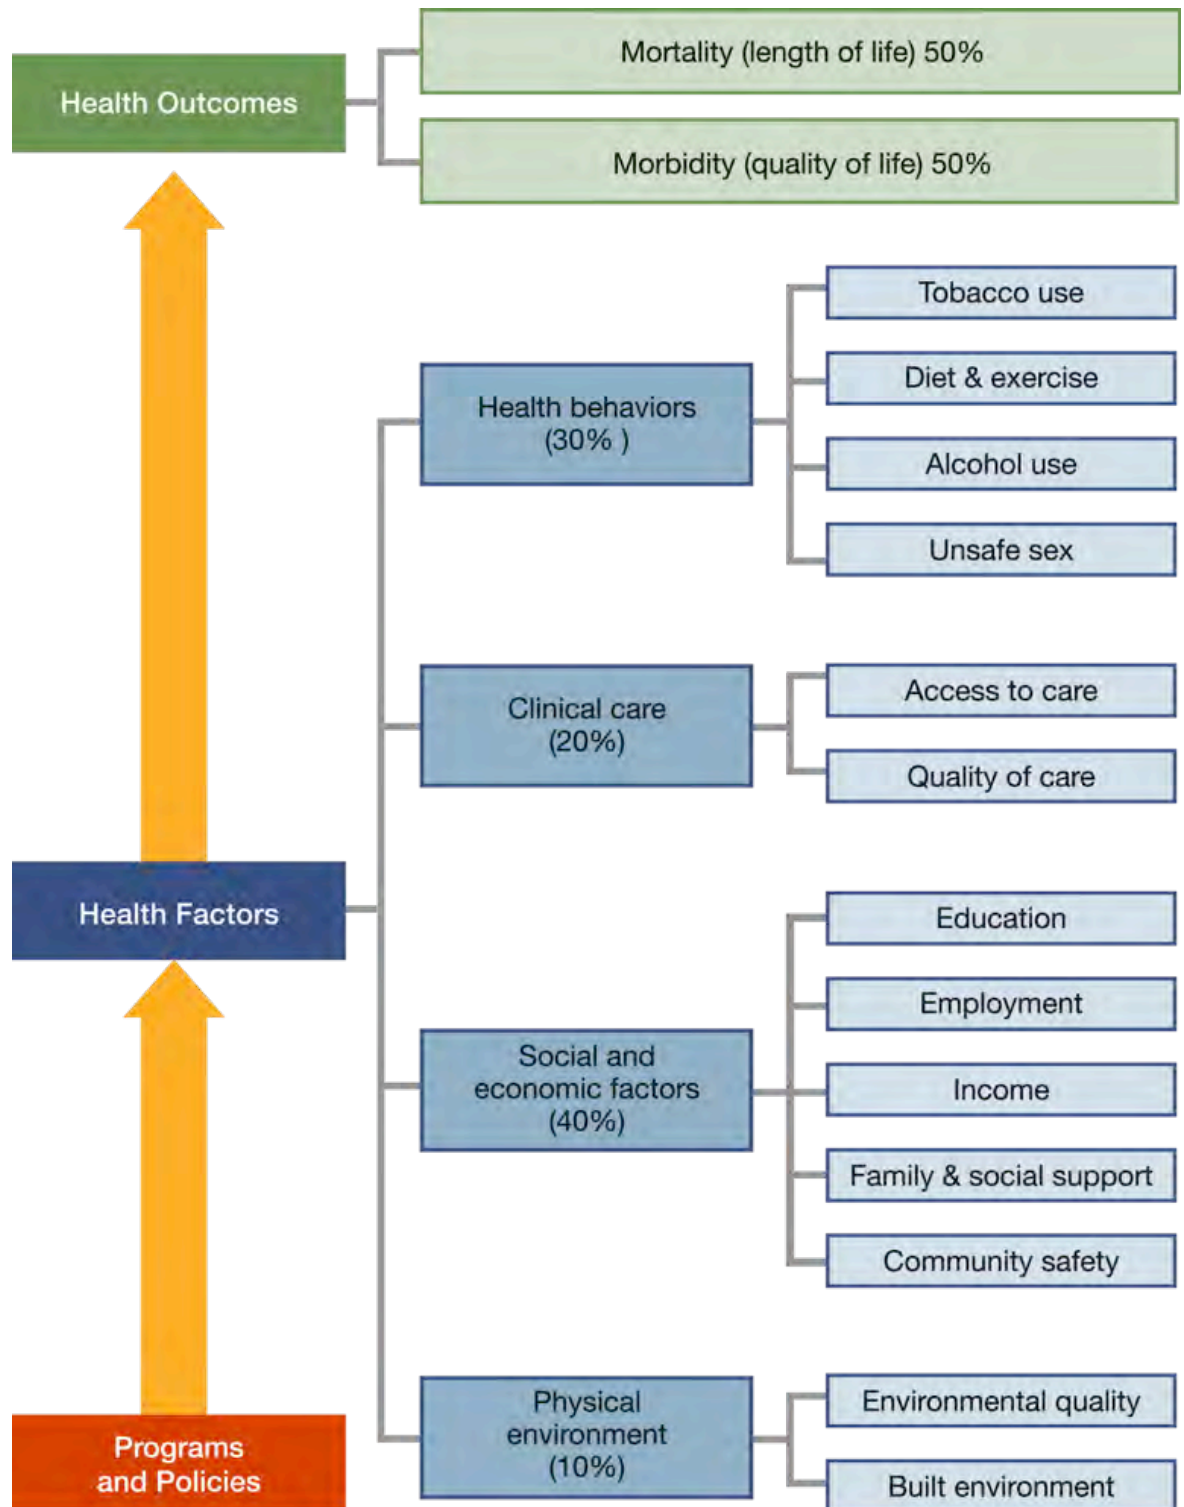 Health Outcomes
Mortality (length of life) 50%
Morbidity (quality of life) 50%
Health Factors
Health behaviors
(30% )
Tobacco use
Diet & exercise
Alcohol use
Unsafe sex
Clinical care
(20%)
Access to care
Quality of care
Social and
economic factors
(40%)
Education
Employment
Income
Family & social support
Community safety
Physical
environment
(10%)
Environmental quality
Built environment
Programs
and Policies